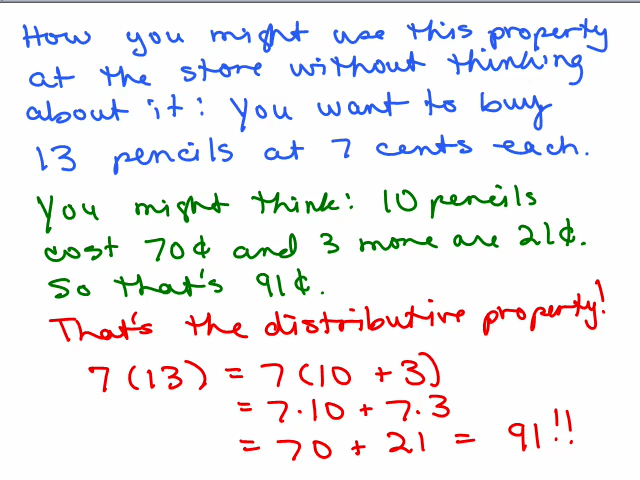 How you might use this property
at the store without thinking
about it: You want to buy
13 pencils at 7 cents each.
You might think: 10 pencils
cost 70¢ and 3 more are 21¢.
So that's 91¢.
That's the distributive property!
7(13) = 7(10 + 3)
= 7·10 + 7·3
= 70 + 21 = 91!!